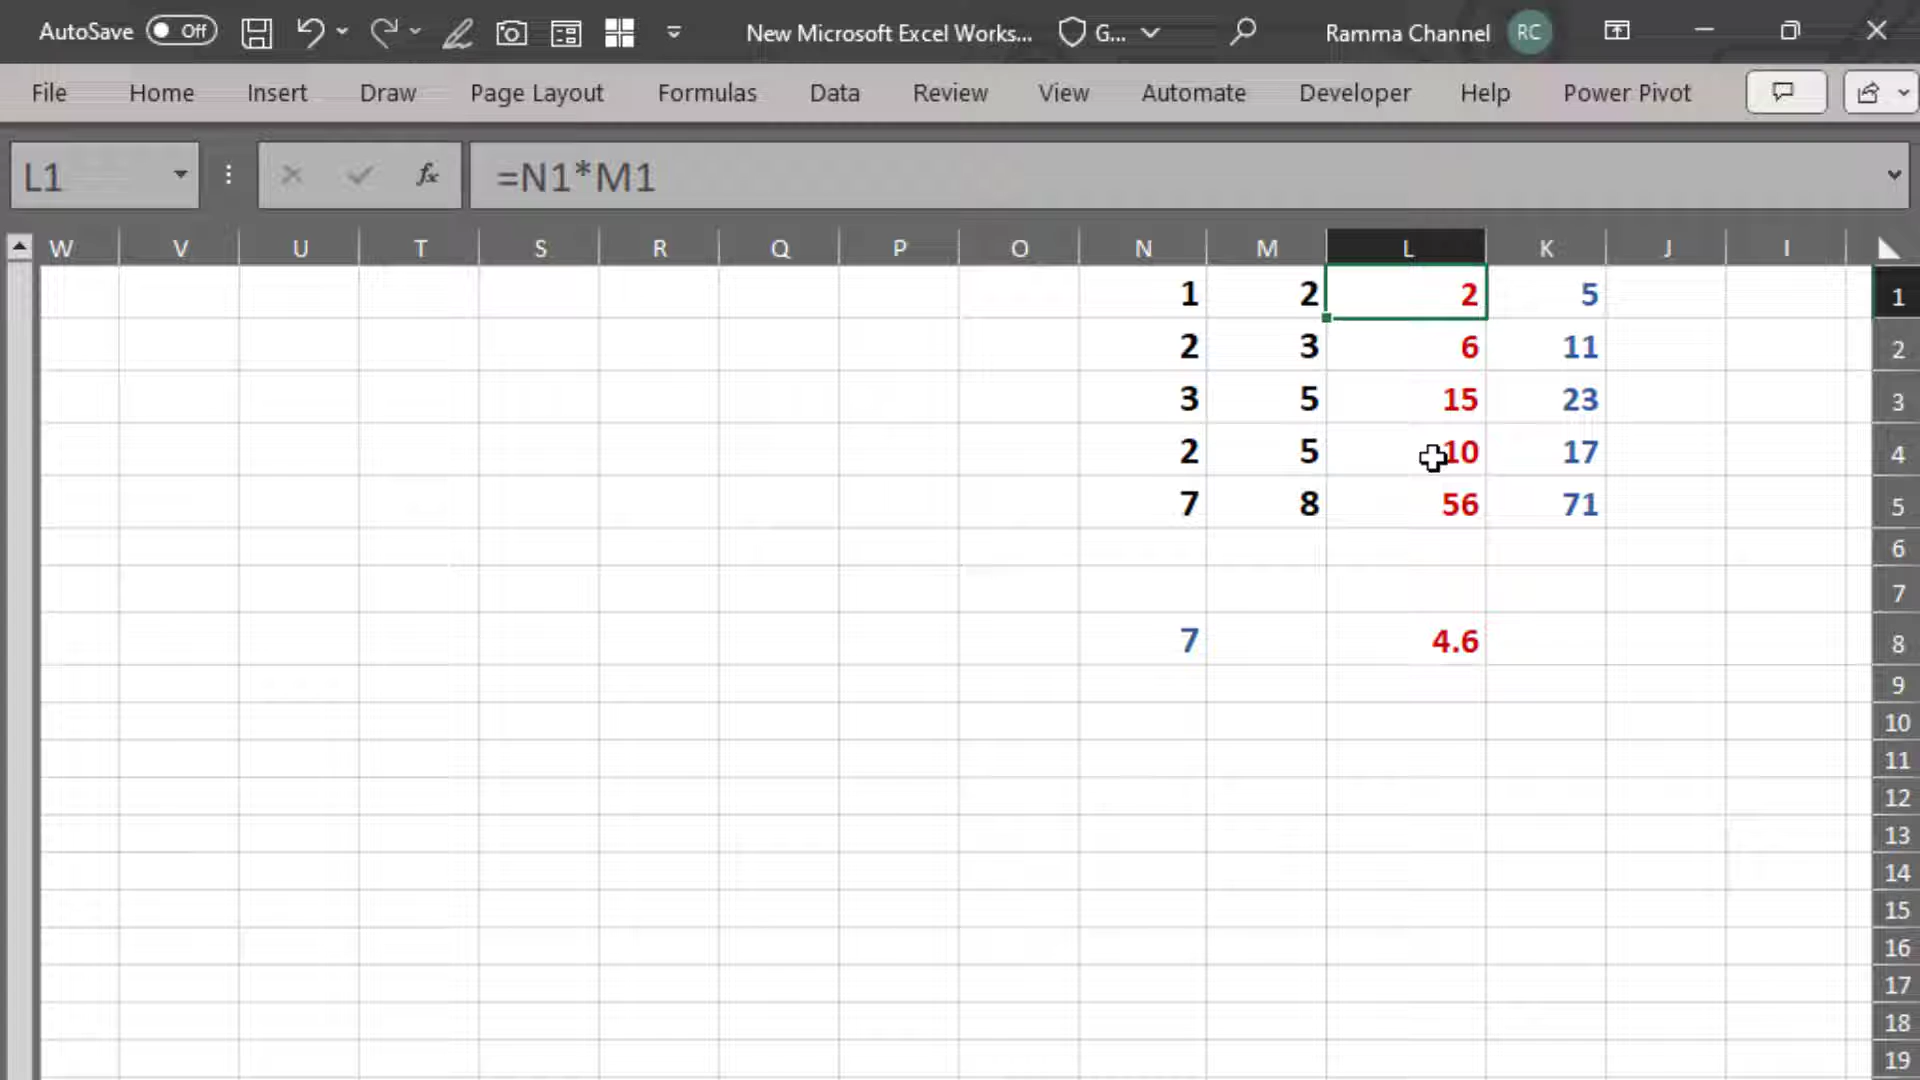 AutoSave Off New Microsoft Excel Works... G... Ramma Channel RC
File Home Insert Draw Page Layout Formulas Data Review View Automate Developer Help Power Pivot
L1 fx =N1*M1
W V U T S R Q P O N M L K J I
1 2 2 5 1
2 3 6 11 2
3 5 15 23 3
2 5 10 17 4
7 8 56 71 5
6
7
7 4.6 8
9
10
11
12
13
14
15
16
17
18
19